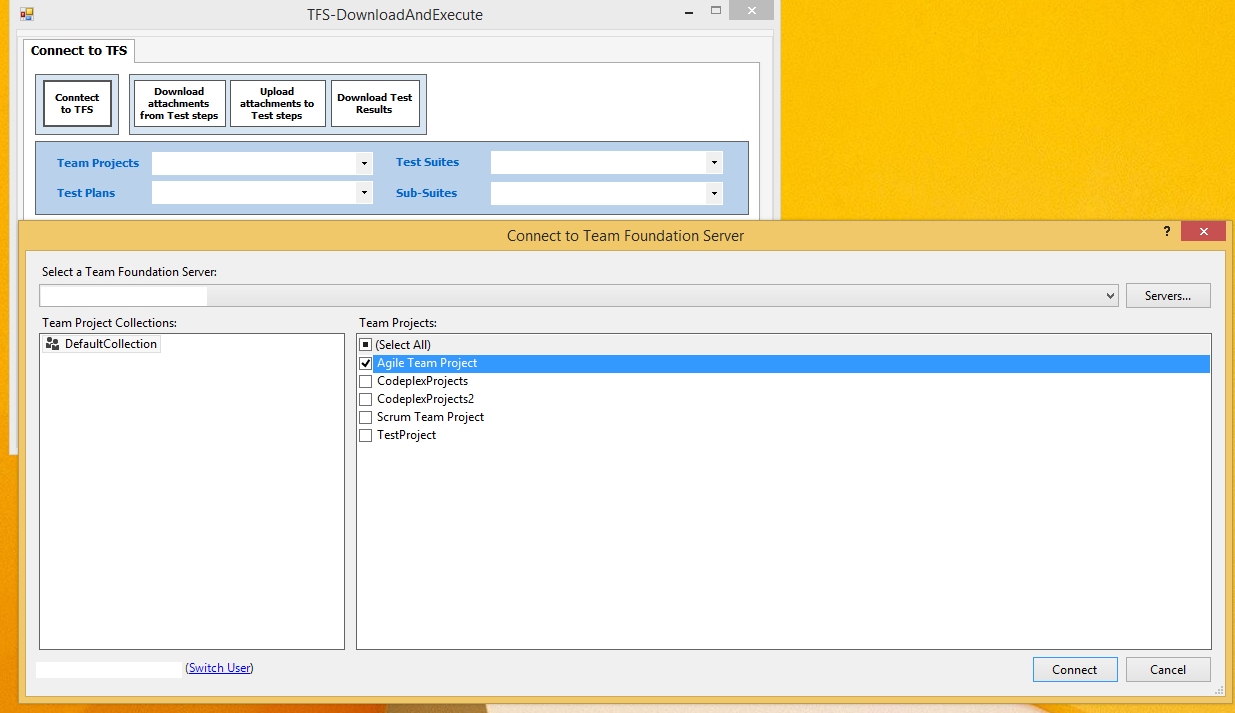 TFS-DownloadAndExecute
Connect to TFS
Conntect
to TFS
Download
attachments
from Test steps
Upload
attachments to
Test steps
Download Test
Results
Team Projects
Test Suites
Test Plans
Sub-Suites
Connect to Team Foundation Server
?
Select a Team Foundation Server:
Servers...
Team Project Collections:
Team Projects:
DefaultCollection
(Select All)
Agile Team Project
CodeplexProjects
CodeplexProjects2
Scrum Team Project
TestProject
(Switch User)
Connect
Cancel